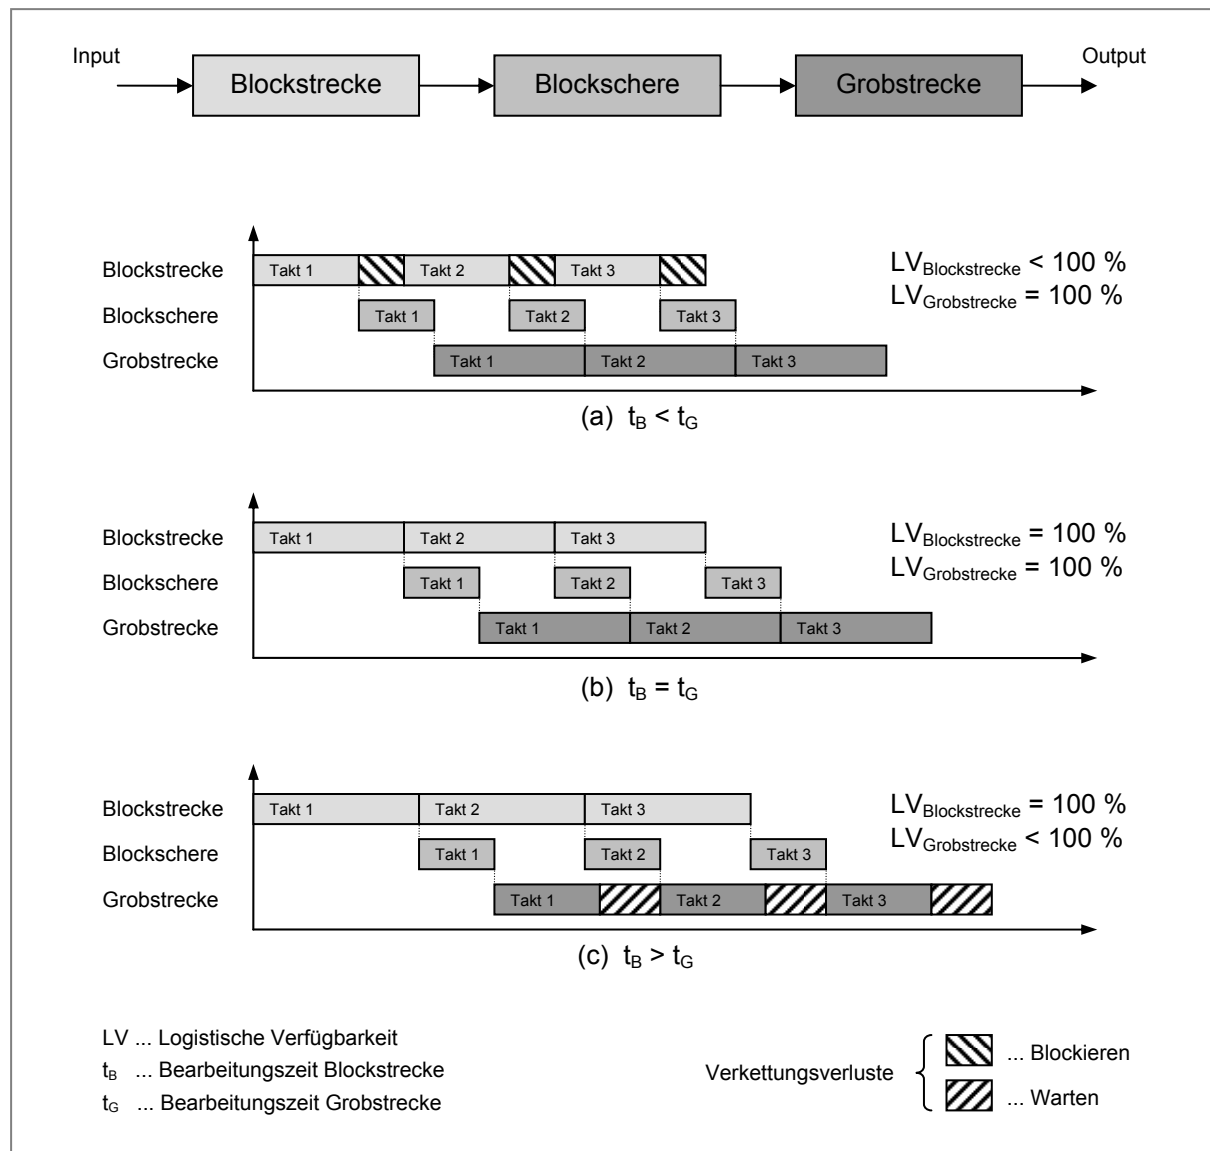 Input
Output
Blockstrecke
Blockschere
Grobstrecke
Blockstrecke
Takt 1
Takt 2
Takt 3
LV_Blockstrecke < 100 %
LV_Grobstrecke = 100 %
Blockschere
Takt 1
Takt 2
Takt 3
Grobstrecke
Takt 1
Takt 2
Takt 3
(a) t_B < t_G
Blockstrecke
Takt 1
Takt 2
Takt 3
LV_Blockstrecke = 100 %
LV_Grobstrecke = 100 %
Blockschere
Takt 1
Takt 2
Takt 3
Grobstrecke
Takt 1
Takt 2
Takt 3
(b) t_B = t_G
Blockstrecke
Takt 1
Takt 2
Takt 3
LV_Blockstrecke = 100 %
LV_Grobstrecke < 100 %
Blockschere
Takt 1
Takt 2
Takt 3
Grobstrecke
Takt 1
Takt 2
Takt 3
(c) t_B > t_G
LV ... Logistische Verfügbarkeit
t_B ... Bearbeitungszeit Blockstrecke
t_G ... Bearbeitungszeit Grobstrecke
Verkettungsverluste
... Blockieren
... Warten